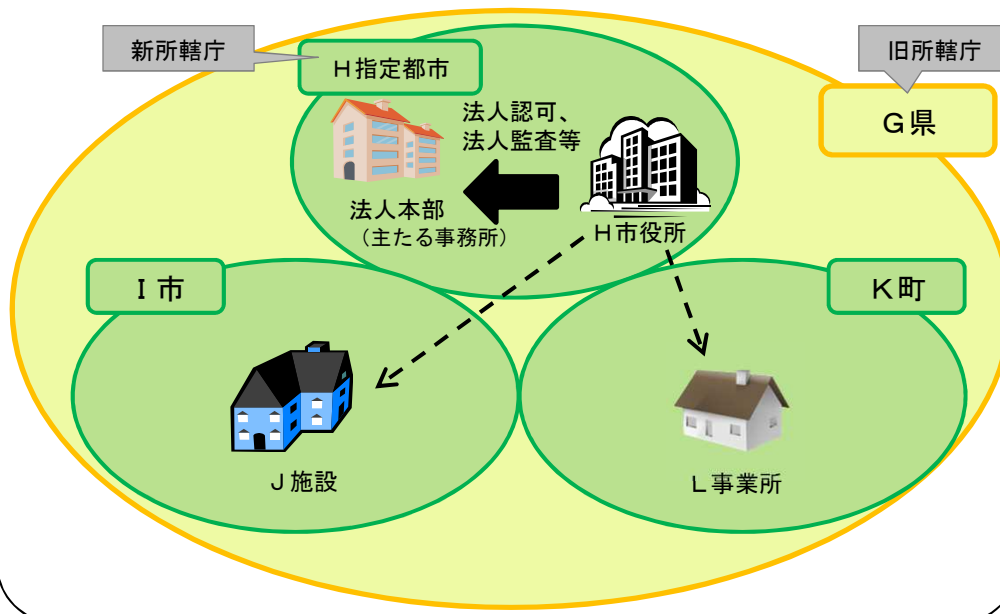 新所轄庁
旧所轄庁
H指定都市
G県
法人認可、
法人監査等
法人本部
（主たる事務所）
H市役所
I市
K町
J施設
L事業所